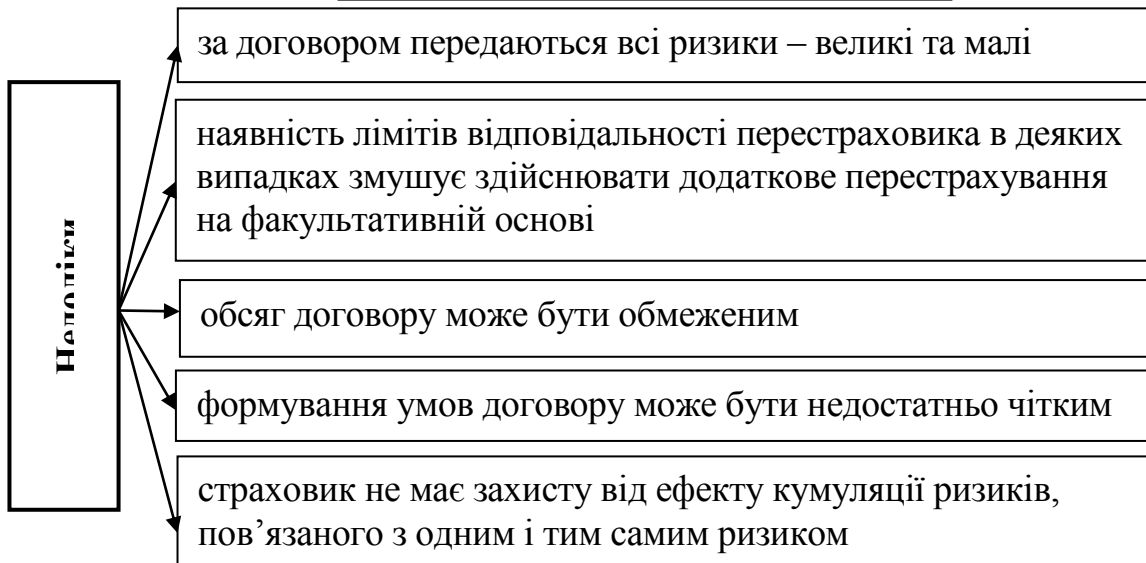 Недоліки
за договором передаються всі ризики – великі та малі
наявність лімітів відповідальності перестраховика в деяких
випадках змушує здійснювати додаткове перестрахування
на факультативній основі
обсяг договору може бути обмеженим
формування умов договору може бути недостатньо чітким
страховик не має захисту від ефекту кумуляції ризиків,
пов’язаного з одним і тим самим ризиком